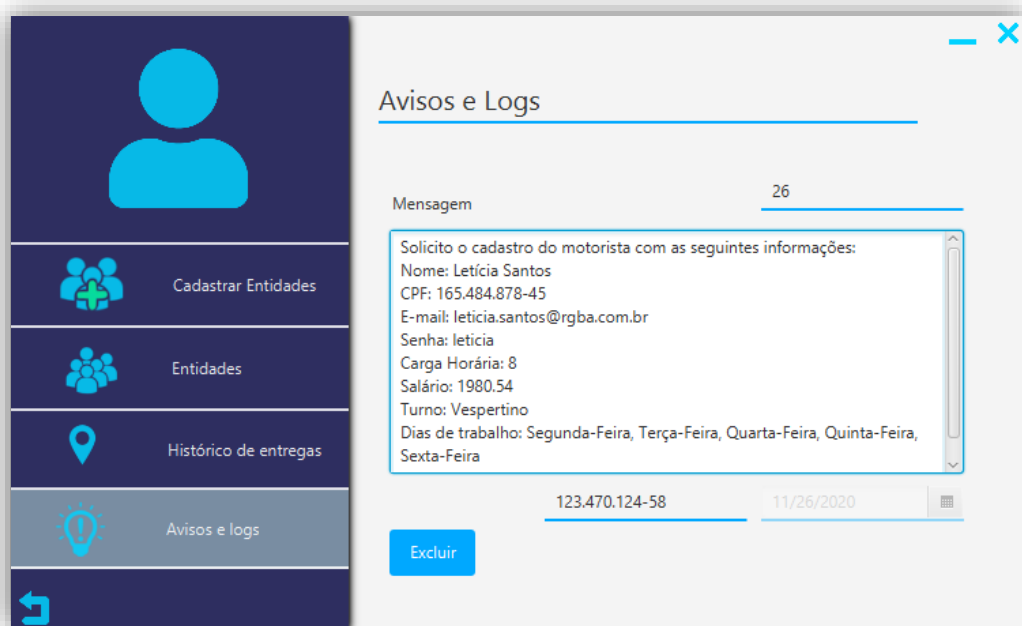 Avisos e Logs
Mensagem
26
Solicito o cadastro do motorista com as seguintes informações:
Nome: Letícia Santos
CPF: 165.484.878-45
E-mail: leticia.santos@rgba.com.br
Senha: leticia
Carga Horária: 8
Salário: 1980.54
Turno: Vespertino
Dias de trabalho: Segunda-Feira, Terça-Feira, Quarta-Feira, Quinta-Feira,
Sexta-Feira
123.470.124-58
11/26/2020
Excluir
Cadastrar Entidades
Entidades
Histórico de entregas
Avisos e logs